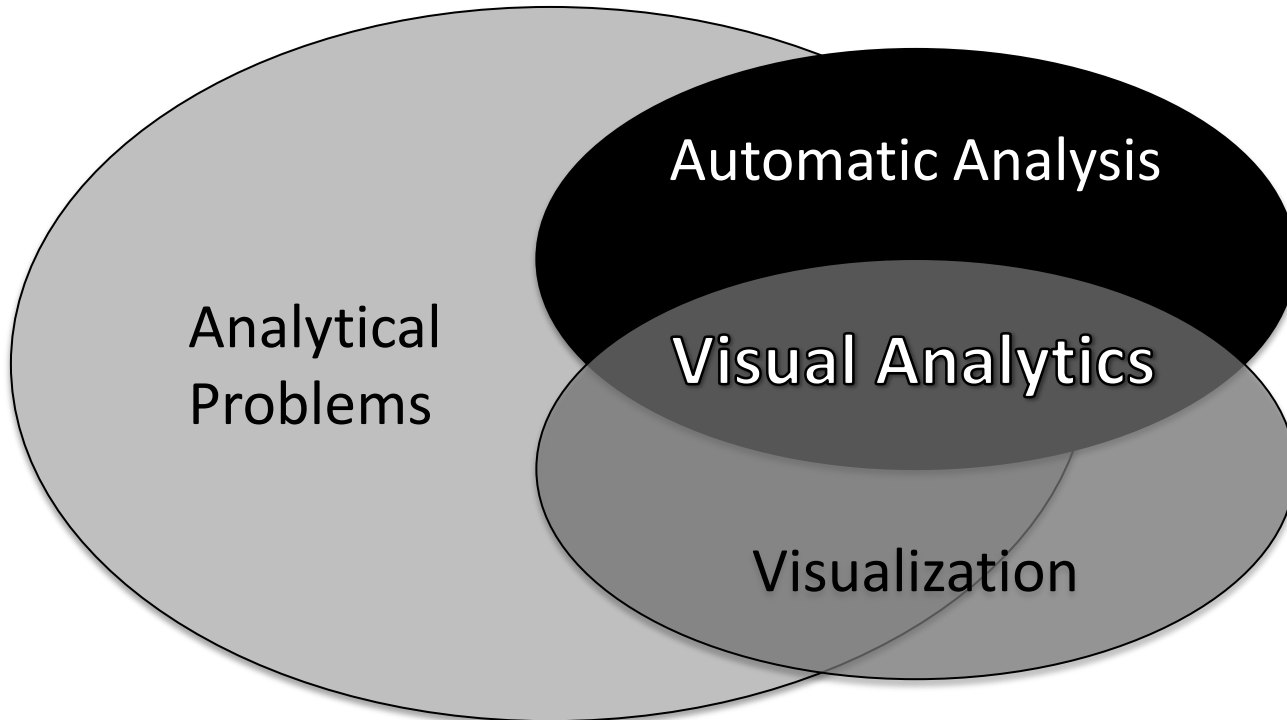 Automatic Analysis
Analytical
Problems
Visual Analytics
Visualization